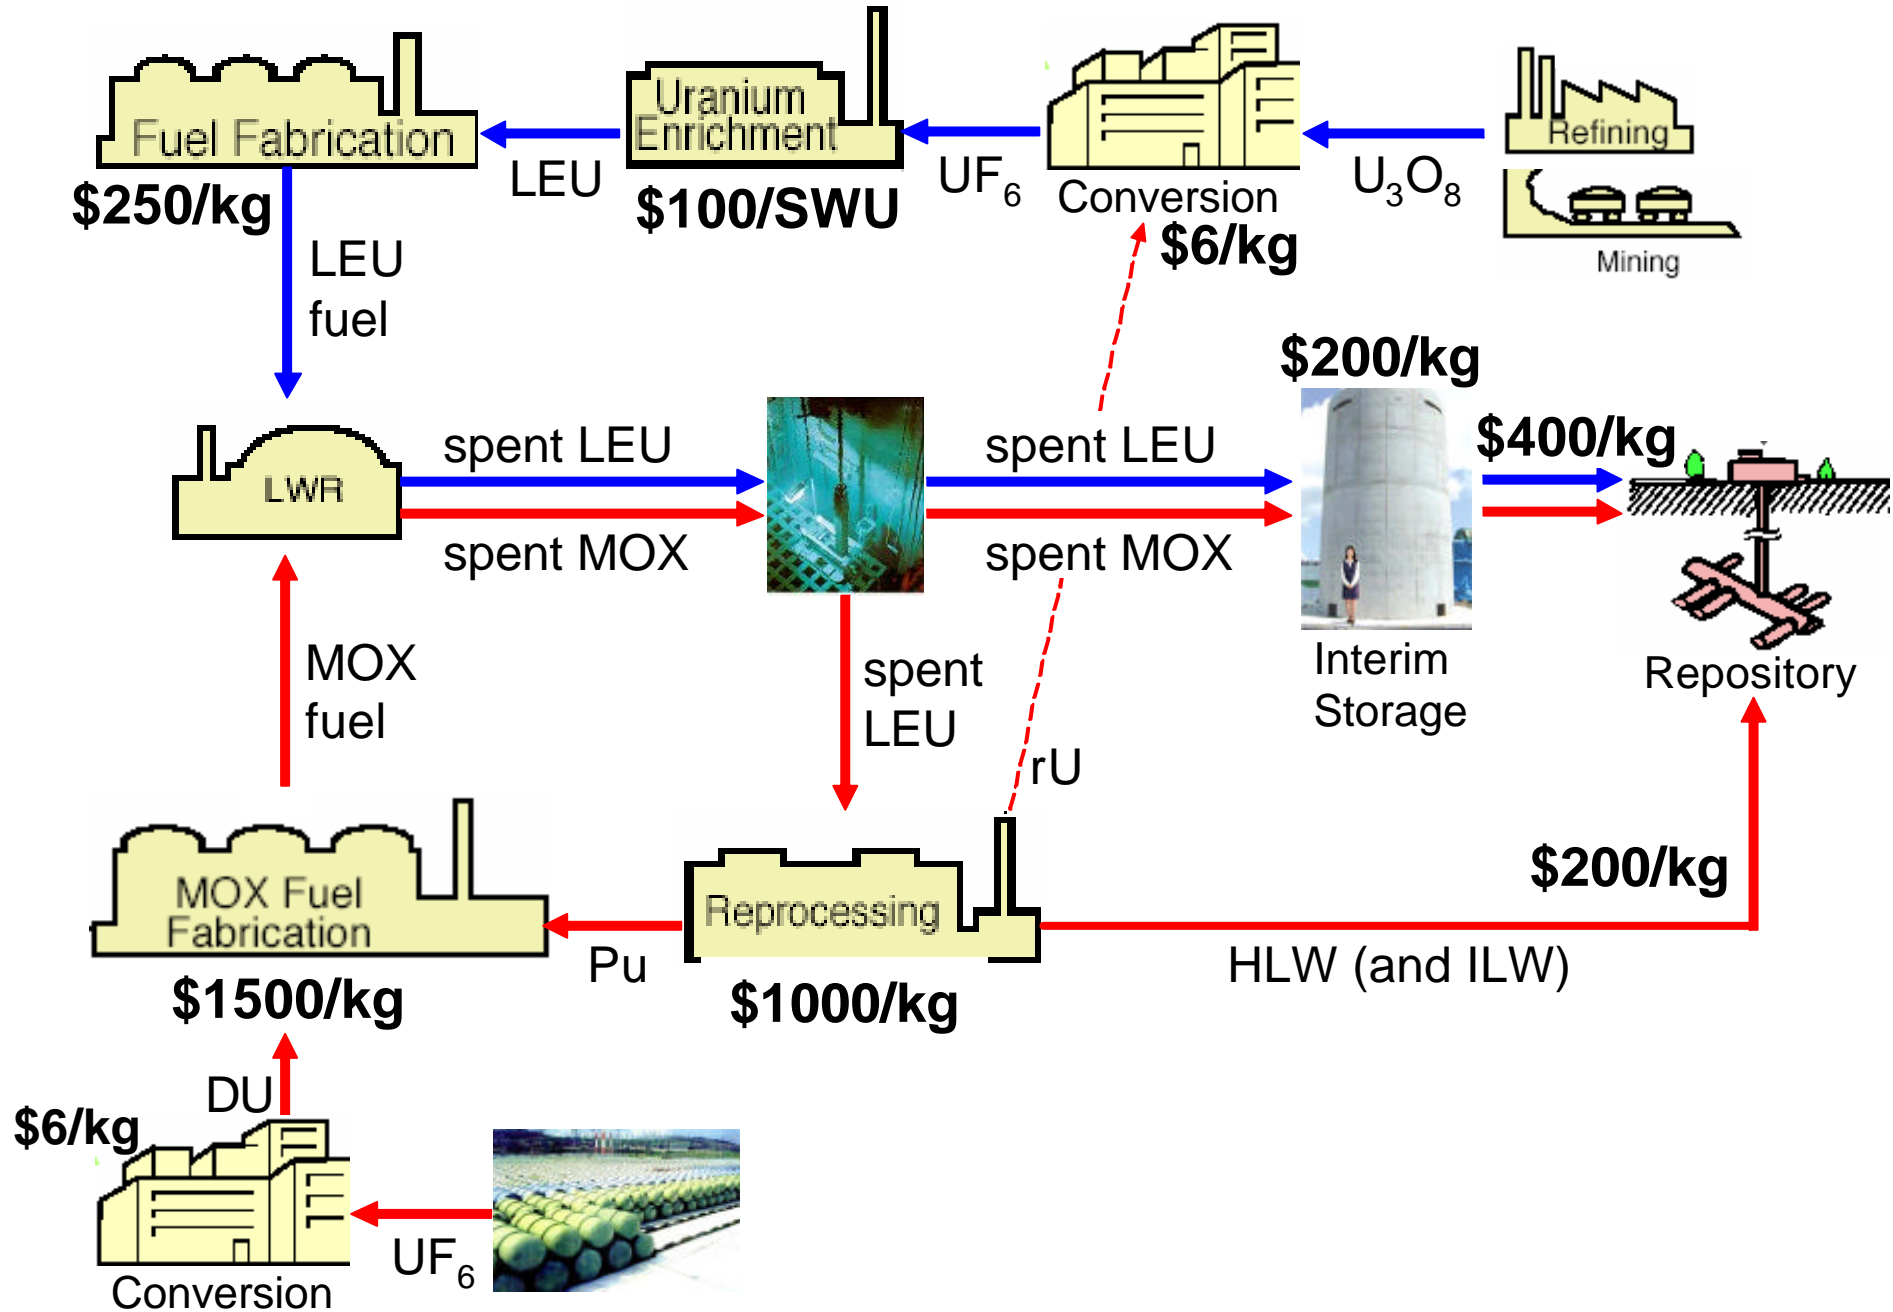 Uranium
Enrichment
Fuel Fabrication
Refining
$250/kg
LEU
$100/SWU
UF6
Conversion
$6/kg
U3O8
Mining
LEU
fuel
$200/kg
$400/kg
LWR
spent LEU
spent LEU
spent MOX
spent MOX
Interim
Storage
Repository
MOX
fuel
spent
LEU
rU
MOX Fuel
Fabrication
Reprocessing
$200/kg
Pu
HLW (and ILW)
$1500/kg
$1000/kg
DU
$6/kg
UF6
Conversion